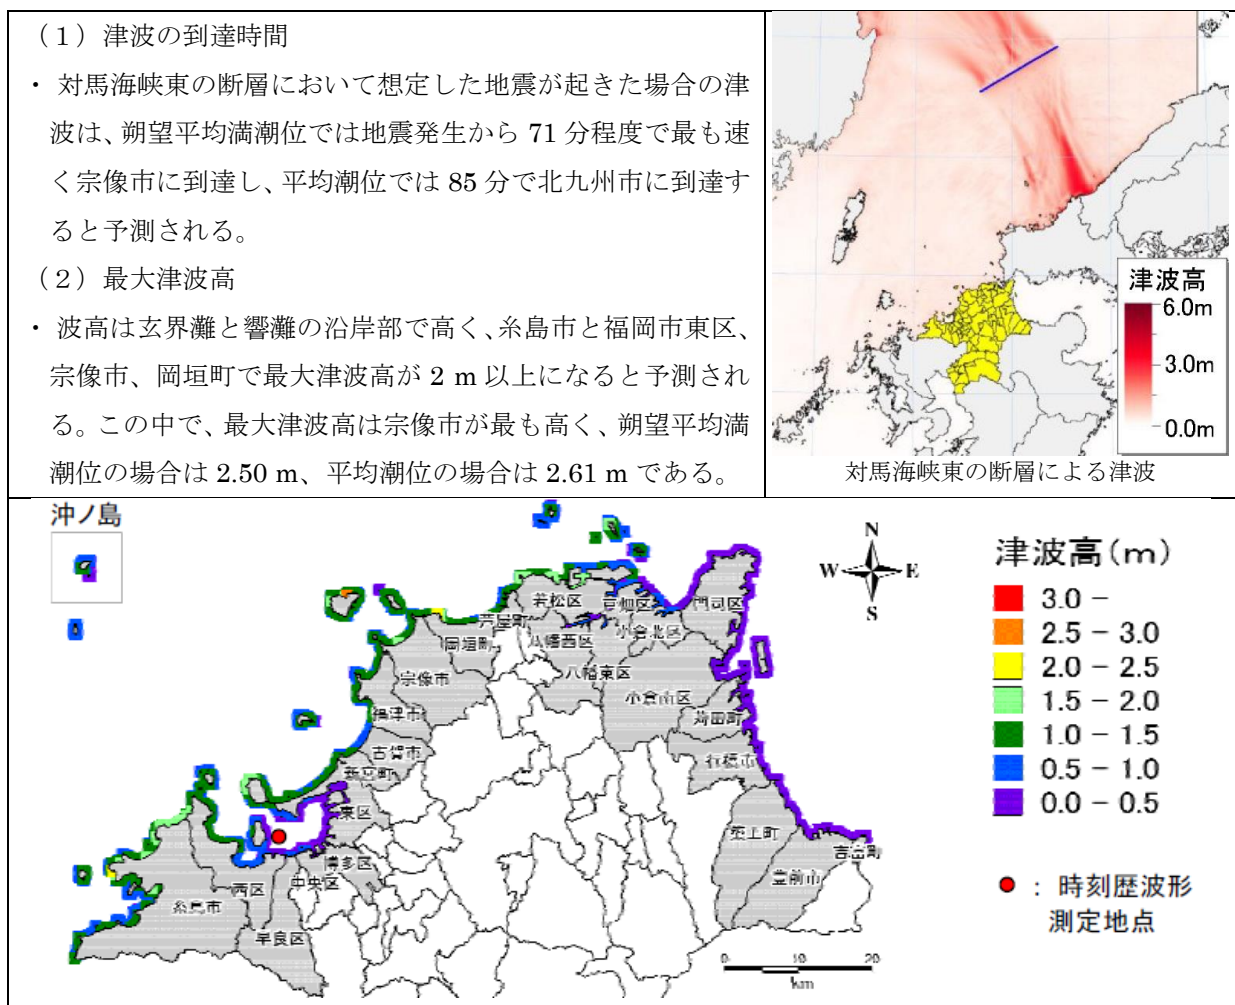 (1)津波の到達時間
・ 対馬海峡東の断層において想定した地震が起きた場合の津
波は、朔望平均満潮位では地震発生から 71 分程度で最も速
く宗像市に到達し、平均潮位では 85 分で北九州市に到達す
ると予測される。
(2)最大津波高
・ 波高は玄界灘と響灘の沿岸部で高く、糸島市と福岡市東区、
宗像市、岡垣町で最大津波高が 2 m 以上になると予測され
る。この中で、最大津波高は宗像市が最も高く、朔望平均満
潮位の場合は 2.50 m、平均潮位の場合は 2.61 m である。
津波高
6.0m
3.0m
0.0m
対馬海峡東の断層による津波
沖ノ島
N
W
E
S
若松区
戸畑区
門司区
芦屋町
八幡西区
小倉北区
岡垣町
八幡東区
宗像市
小倉南区
苅田町
福津市
古賀市
行橋市
新宮町
東区
築上町
吉富町
博多区
中央区
豊前市
西区
糸島市
早良区
0
10
20
km
津波高(m)
3.0 -
2.5 - 3.0
2.0 - 2.5
1.5 - 2.0
1.0 - 1.5
0.5 - 1.0
0.0 - 0.5
: 時刻歴波形
測定地点